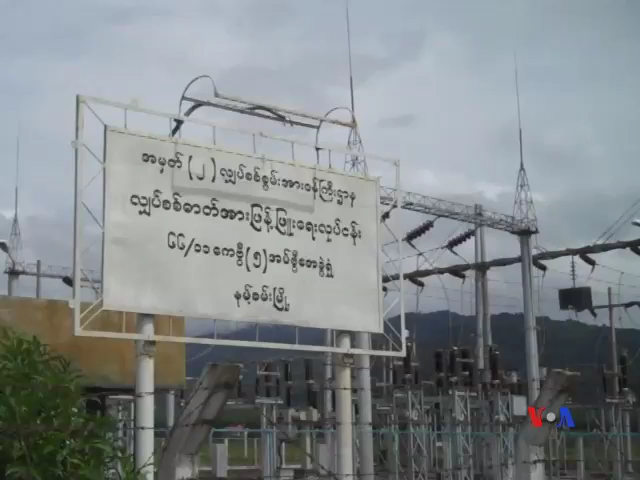 အမှတ် (၂) လျှပ်စစ်စွမ်းအားဝန်ကြီးဌာန
လျှပ်စစ်ဓာတ်အားဖြန့်ဖြူးရေးလုပ်ငန်း
၆၆/၁၁ ကေဗွီ (၅) အမ်ဗွီအေခွဲရုံ
နမ့်ခမ်းမြို့
VOA